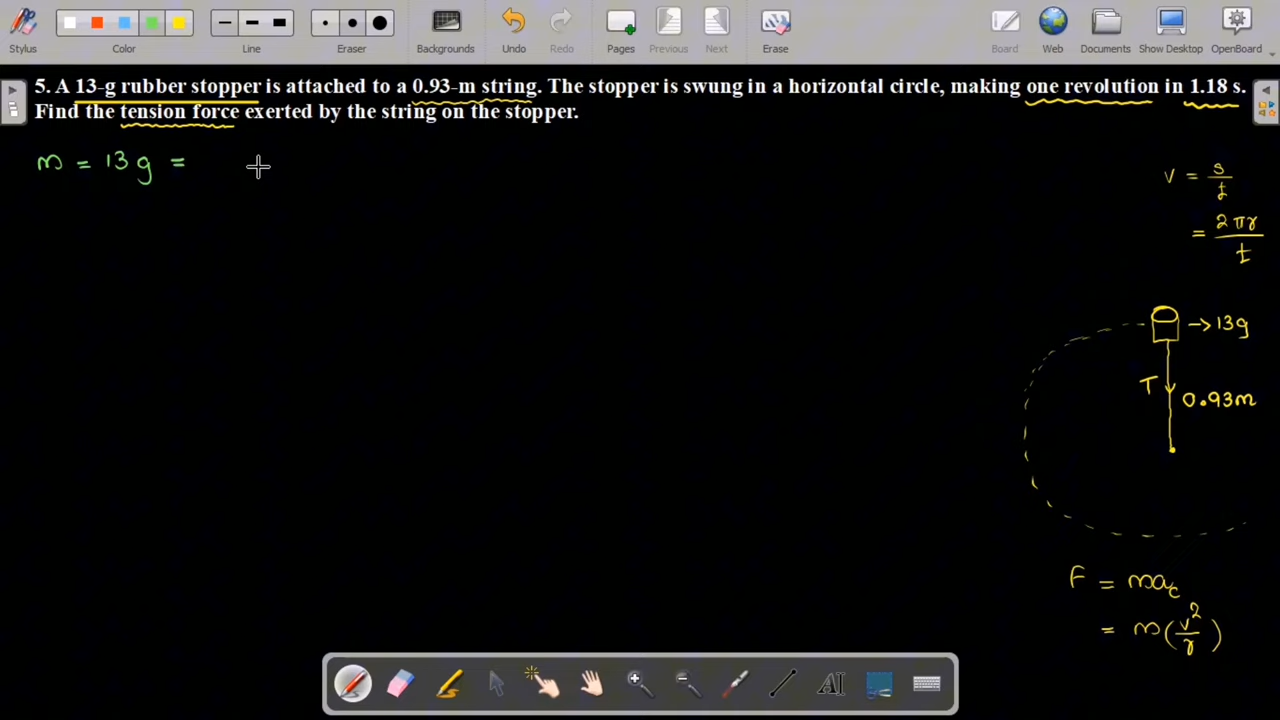 Stylus Color Line Eraser Backgrounds Undo Redo Pages Previous Next Erase Board Web Documents Show Desktop OpenBoard
5. A 13-g rubber stopper is attached to a 0.93-m string. The stopper is swung in a horizontal circle, making one revolution in 1.18 s.
Find the tension force exerted by the string on the stopper.
m = 13 g =
v = s/t
= 2πr/t
→13g
T
0.93m
F = ma_c
= m(v²/r)
AI